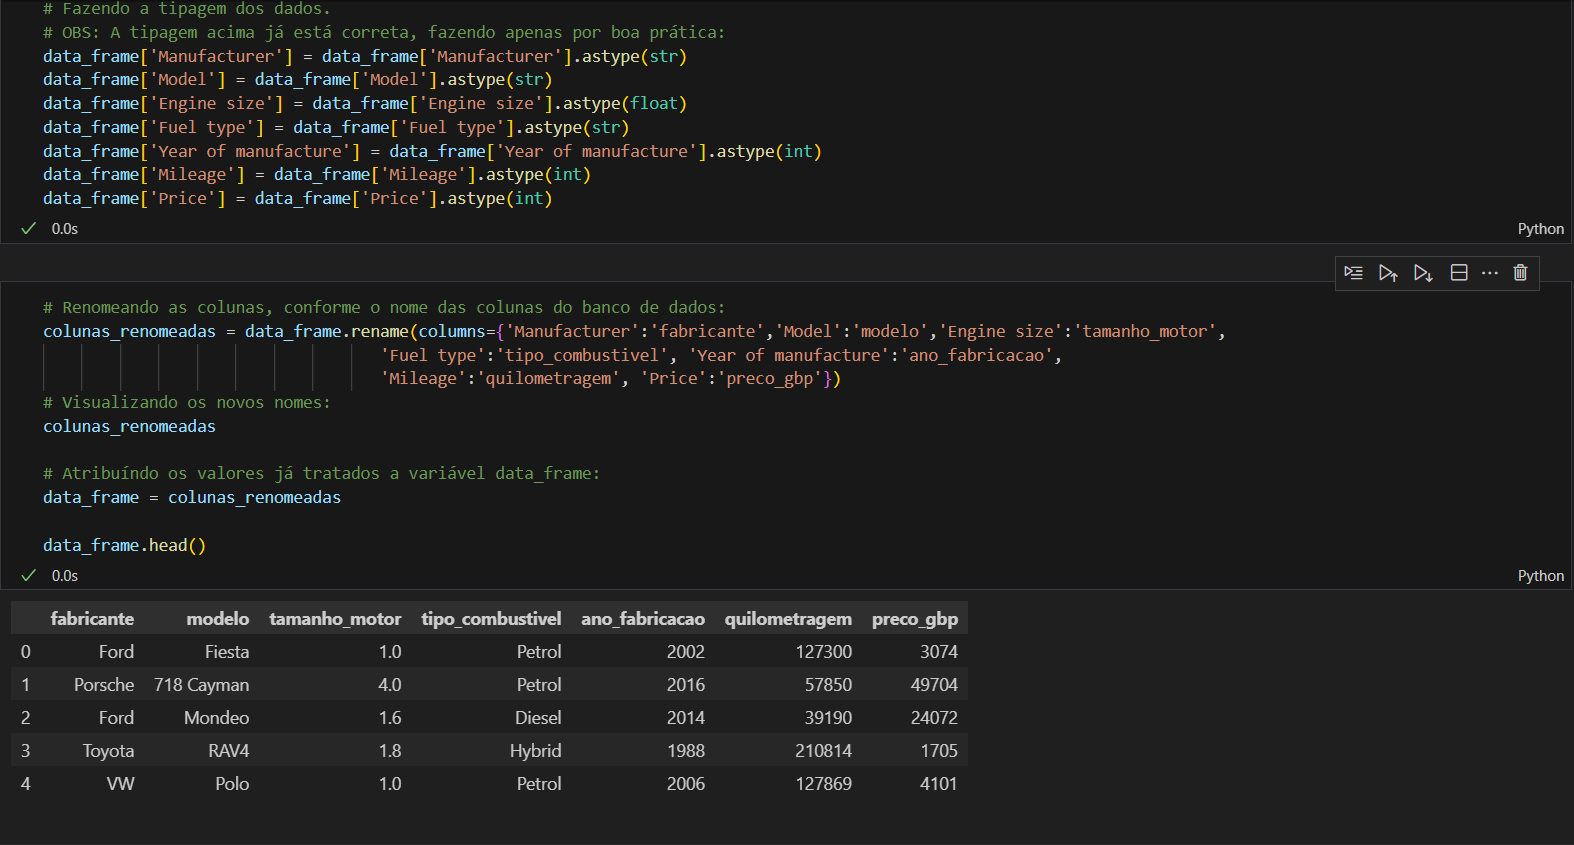 # Fazendo a tipagem dos dados.
# OBS: A tipagem acima já está correta, fazendo apenas por boa prática:
data_frame['Manufacturer'] = data_frame['Manufacturer'].astype(str)
data_frame['Model'] = data_frame['Model'].astype(str)
data_frame['Engine size'] = data_frame['Engine size'].astype(float)
data_frame['Fuel type'] = data_frame['Fuel type'].astype(str)
data_frame['Year of manufacture'] = data_frame['Year of manufacture'].astype(int)
data_frame['Mileage'] = data_frame['Mileage'].astype(int)
data_frame['Price'] = data_frame['Price'].astype(int)
0.0s Python
# Renomeando as colunas, conforme o nome das colunas do banco de dados:
colunas_renomeadas = data_frame.rename(columns={'Manufacturer':'fabricante','Model':'modelo','Engine size':'tamanho_motor',
'Fuel type':'tipo_combustivel', 'Year of manufacture':'ano_fabricacao',
'Mileage':'quilometragem', 'Price':'preco_gbp'})
# Visualizando os novos nomes:
colunas_renomeadas
# Atribuíndo os valores já tratados a variável data_frame:
data_frame = colunas_renomeadas
data_frame.head()
0.0s Python
fabricante modelo tamanho_motor tipo_combustivel ano_fabricacao quilometragem preco_gbp
0 Ford Fiesta 1.0 Petrol 2002 127300 3074
1 Porsche 718 Cayman 4.0 Petrol 2016 57850 49704
2 Ford Mondeo 1.6 Diesel 2014 39190 24072
3 Toyota RAV4 1.8 Hybrid 1988 210814 1705
4 VW Polo 1.0 Petrol 2006 127869 4101